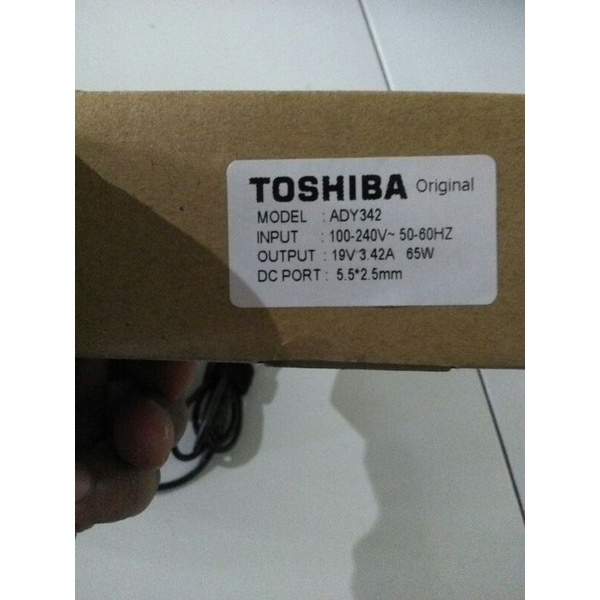 TOSHIBA Original
MODEL : ADY342
INPUT : 100-240V~ 50-60HZ
OUTPUT : 19V 3.42A 65W
DC PORT : 5.5*2.5mm